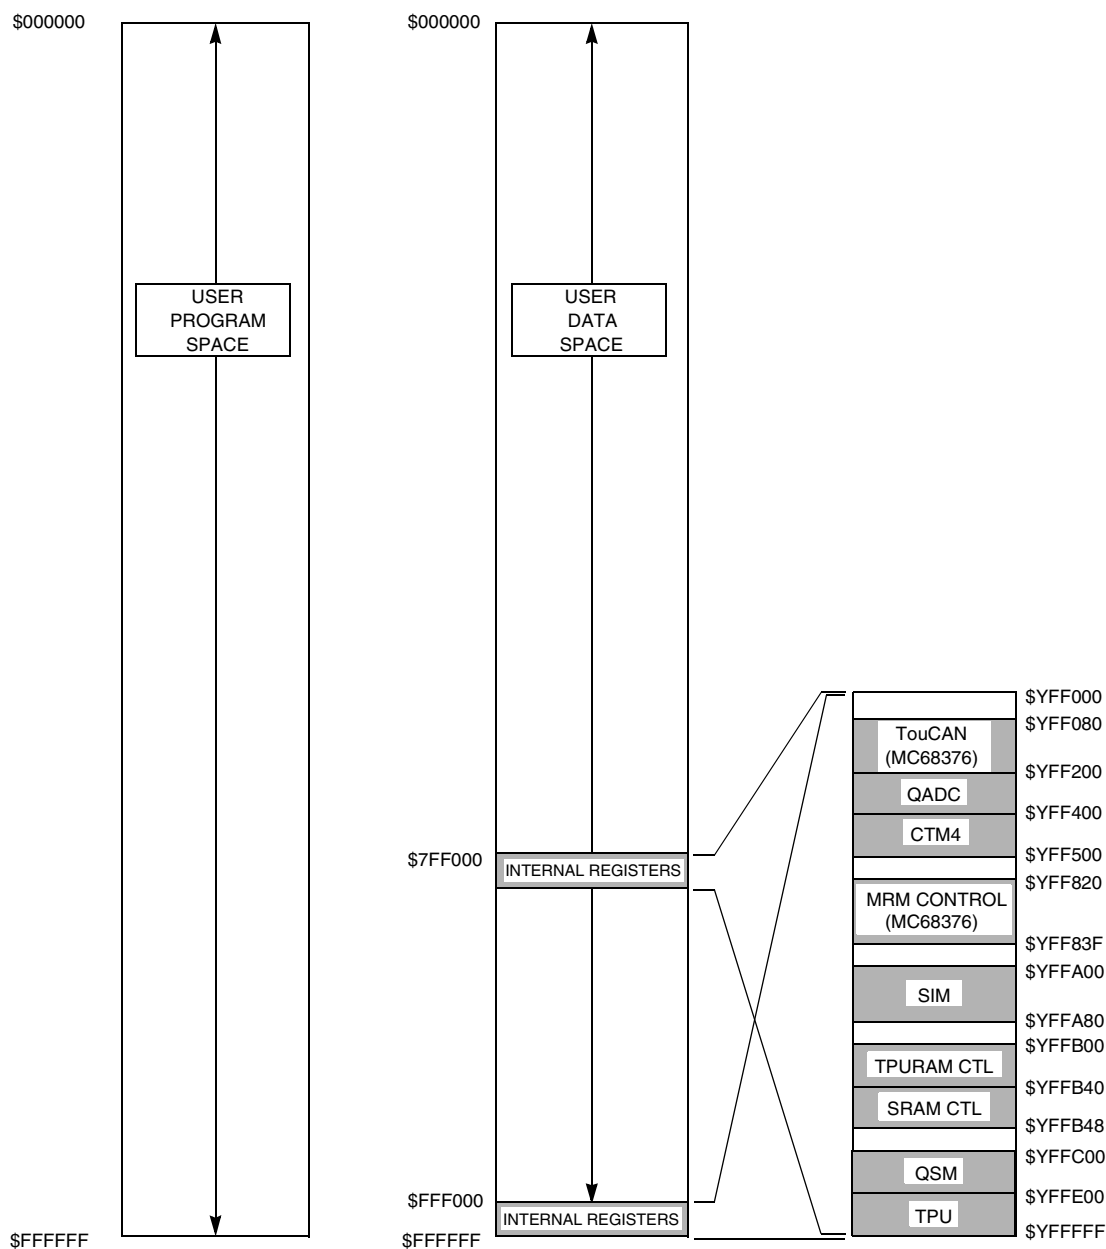 $000000
USER
PROGRAM
SPACE
$FFFFFF
$000000
USER
DATA
SPACE
$7FF000
INTERNAL REGISTERS
$FFF000
INTERNAL REGISTERS
$FFFFFF
$YFF000
$YFF080
TouCAN
(MC68376)
$YFF200
QADC
$YFF400
CTM4
$YFF500
$YFF820
MRM CONTROL
(MC68376)
$YFF83F
$YFFA00
SIM
$YFFA80
$YFFB00
TPURAM CTL
$YFFB40
SRAM CTL
$YFFB48
$YFFC00
QSM
$YFFE00
TPU
$YFFFFF